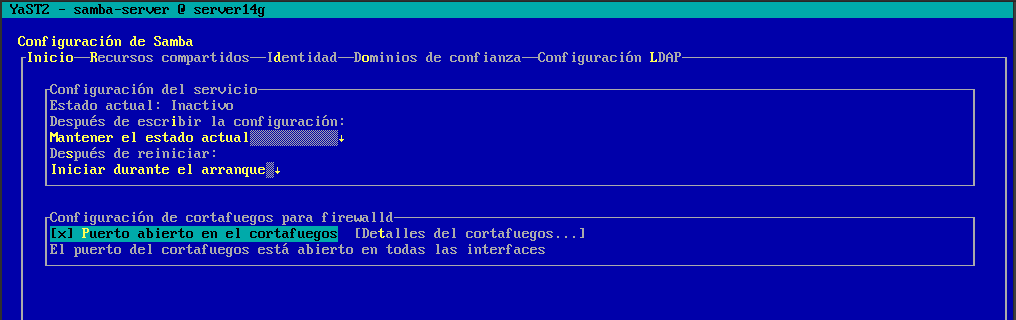 YaST2 - samba-server @ server14g
Configuración de Samba
Inicio—Recursos compartidos—Identidad—Dominios de confianza—Configuración LDAP
Configuración del servicio
Estado actual: Inactivo
Después de escribir la configuración:
Mantener el estado actual↓
Después de reiniciar:
Iniciar durante el arranque↓
Configuración de cortafuegos para firewalld
[x] Puerto abierto en el cortafuegos [Detalles del cortafuegos...]
El puerto del cortafuegos está abierto en todas las interfaces